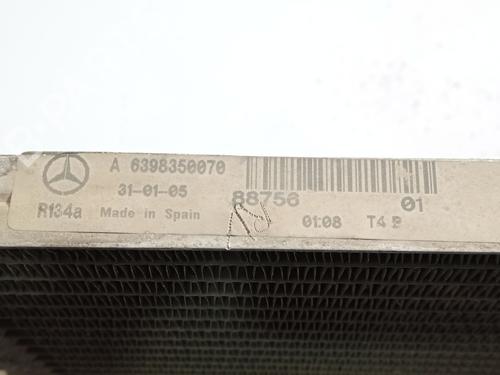 A 6398350070
31-01-05
R134a Made in Spain
88756 01
01:08 T4 B